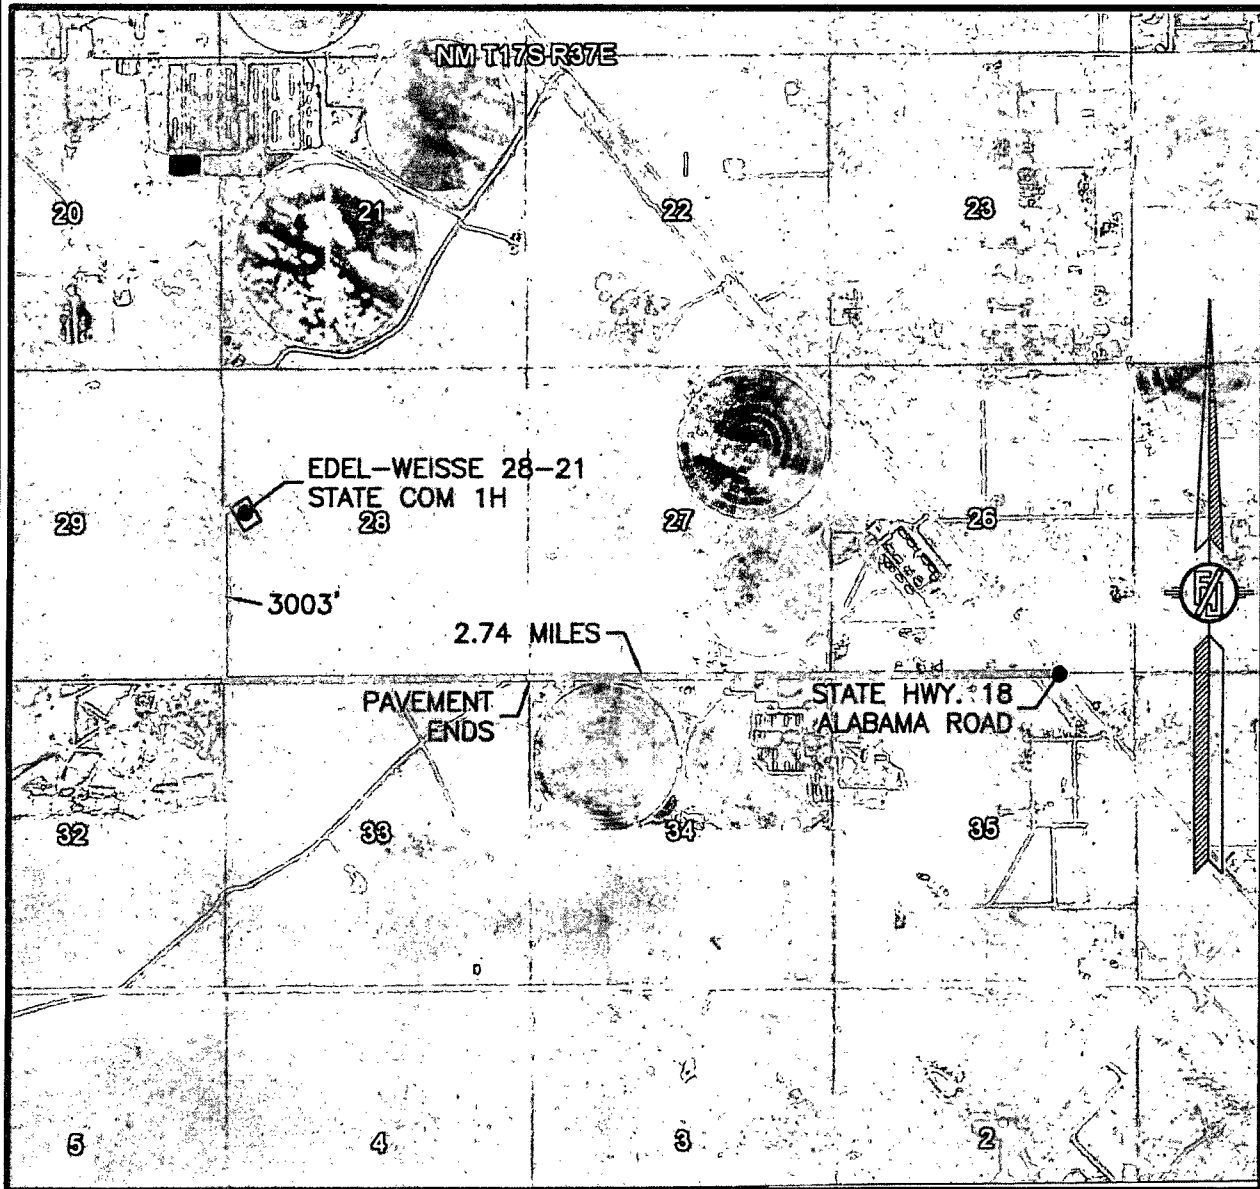 NM T17S R37E
20
21
22
23
EDEL-WEISSE 28-21
STATE COM 1H
29
28
27
26
3003'
2.74 MILES
PAVEMENT
ENDS
STATE HWY. 18
ALABAMA ROAD
32
33
34
35
5
4
3
2